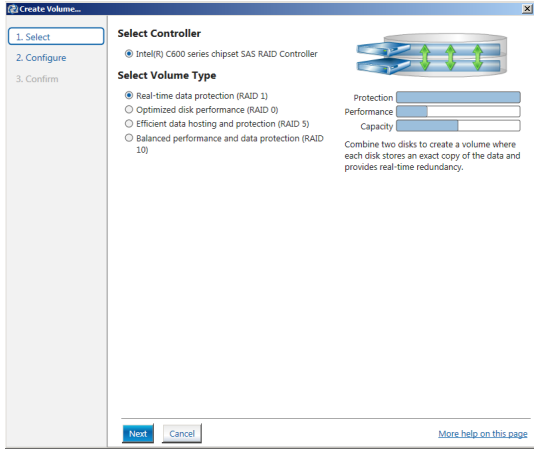 Create Volume...
1. Select
2. Configure
3. Confirm
Select Controller
Intel(R) C600 series chipset SAS RAID Controller
Select Volume Type
Real-time data protection (RAID 1)
Optimized disk performance (RAID 0)
Efficient data hosting and protection (RAID 5)
Balanced performance and data protection (RAID
10)
Protection
Performance
Capacity
Combine two disks to create a volume where
each disk stores an exact copy of the data and
provides real-time redundancy.
Next
Cancel
More help on this page